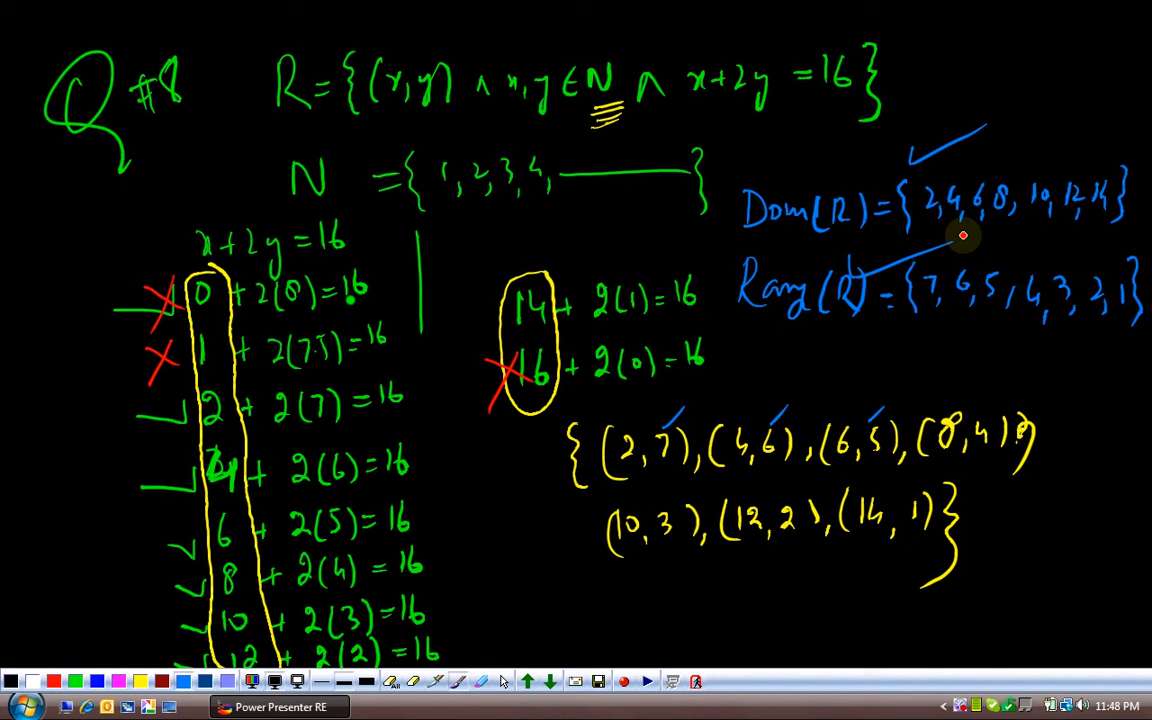 Q #8 R = {(x,y) ∧ x,y ∈ N ∧ x+2y = 16}
N = { 1, 2, 3, 4, ——— }
Dom(R) = { 2, 4, 6, 8, 10, 12, 14 }
Rang(R) = { 7, 6, 5, 4, 3, 2, 1 }
x + 2y = 16
0 + 2(8) = 16
1 + 2(7.5) = 16
2 + 2(7) = 16
4 + 2(6) = 16
6 + 2(5) = 16
8 + 2(4) = 16
10 + 2(3) = 16
12 + 2(2) = 16
14 + 2(1) = 16
16 + 2(0) = 16
{ (2,7), (4,6), (6,5), (8,4),
(10,3), (12,2), (14,1) }
All
Power Presenter RE
11:48 PM